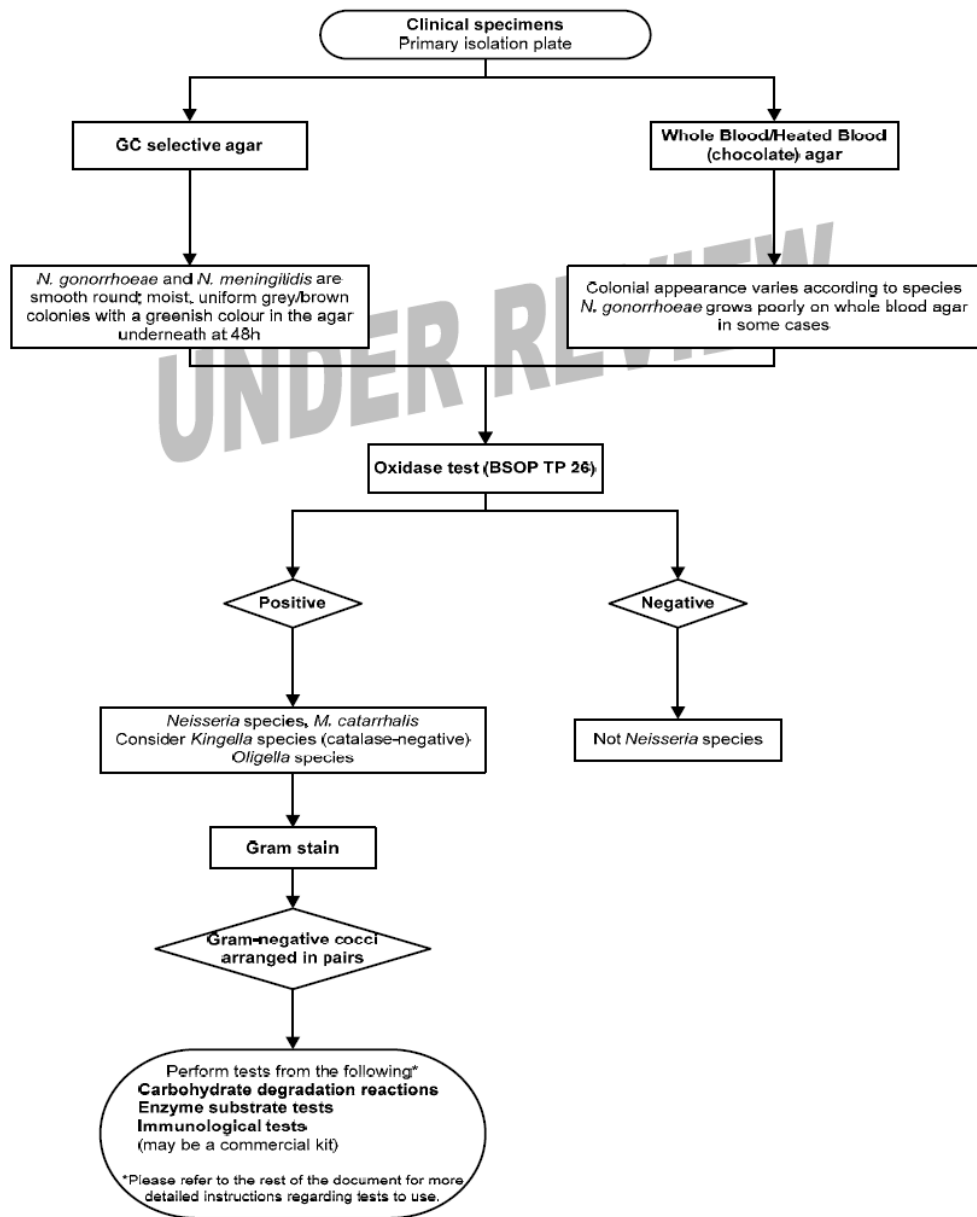 Clinical specimens
Primary isolation plate
GC selective agar
Whole Blood/Heated Blood
(chocolate) agar
N. gonorrhoeae and N. meningilidis are
smooth round; moist, uniform grey/brown
colonies with a greenish colour in the agar
underneath at 48h
Colonial appearance varies according to species
N. gonorrhoeae grows poorly on whole blood agar
in some cases
UNDER REVIEW
Oxidase test (BSOP TP 26)
Positive
Negative
Neisseria species, M. catarrhalis
Consider Kingella species (catalase-negative)
Oligella species
Not Neisseria species
Gram stain
Gram-negative cocci
arranged in pairs
Perform tests from the following*
Carbohydrate degradation reactions
Enzyme substrate tests
Immunological tests
(may be a commercial kit)
*Please refer to the rest of the document for more
detailed instructions regarding tests to use.